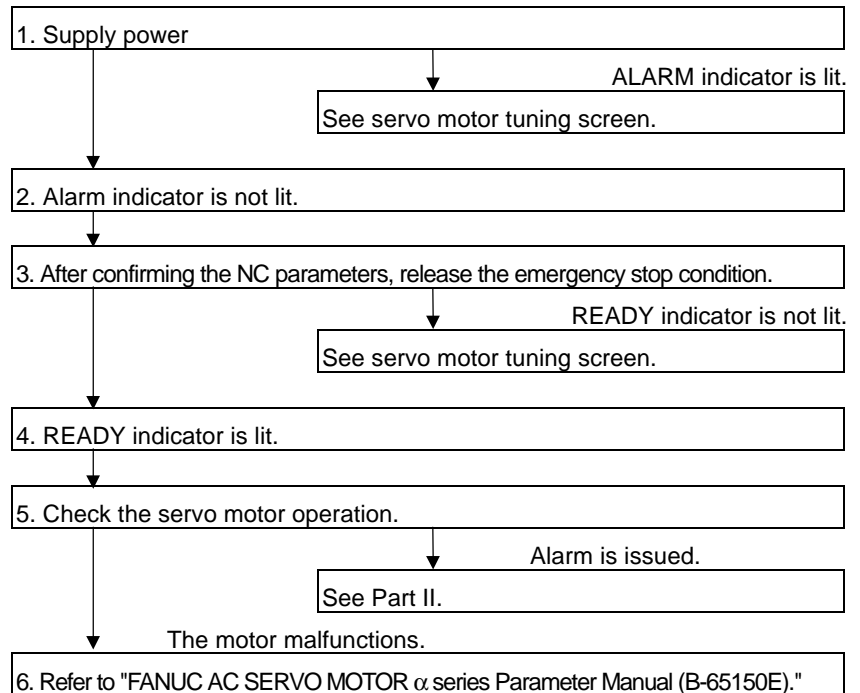 1. Supply power
ALARM indicator is lit.
See servo motor tuning screen.
2. Alarm indicator is not lit.
3. After confirming the NC parameters, release the emergency stop condition.
READY indicator is not lit.
See servo motor tuning screen.
4. READY indicator is lit.
5. Check the servo motor operation.
Alarm is issued.
See Part II.
The motor malfunctions.
6. Refer to "FANUC AC SERVO MOTOR α series Parameter Manual (B-65150E)."